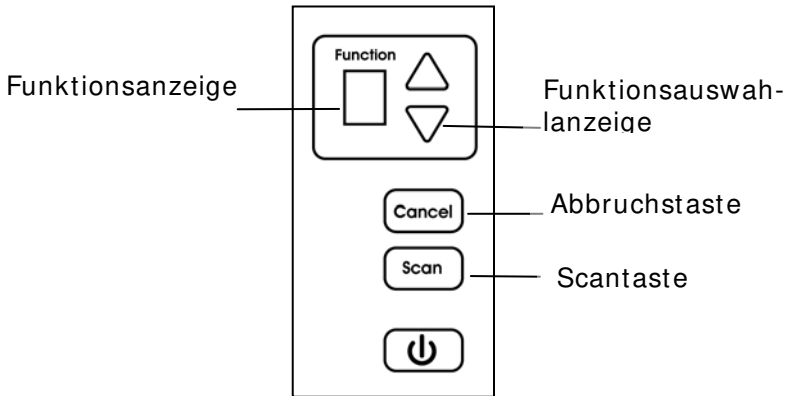 Function
Funktionsanzeige
Funktionsauswah-
lanzeige
Cancel
Abbruchstaste
Scan
Scantaste